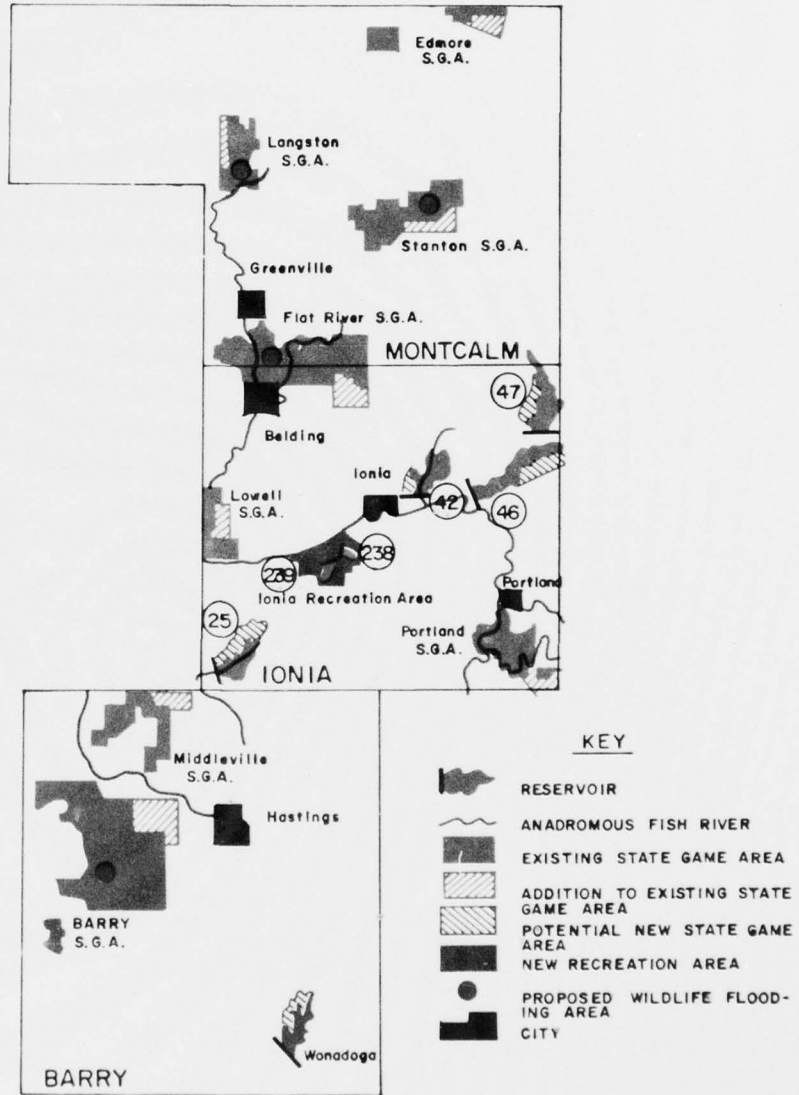 Edmore
S.G.A.
Langston
S.G.A.
Stanton S.G.A.
Greenville
Flat River S.G.A.
MONTCALM
47
Belding
Ionia
Lowell
S.G.A.
42
46
238
239
Ionia Recreation Area
Portland
25
Portland
S.G.A.
IONIA
Middleville
S.G.A.
Hastings
BARRY
S.G.A.
Wonadoga
BARRY
KEY
RESERVOIR
ANADROMOUS FISH RIVER
EXISTING STATE GAME AREA
ADDITION TO EXISTING STATE
GAME AREA
POTENTIAL NEW STATE GAME
AREA
NEW RECREATION AREA
PROPOSED WILDLIFE FLOOD-
ING AREA
CITY